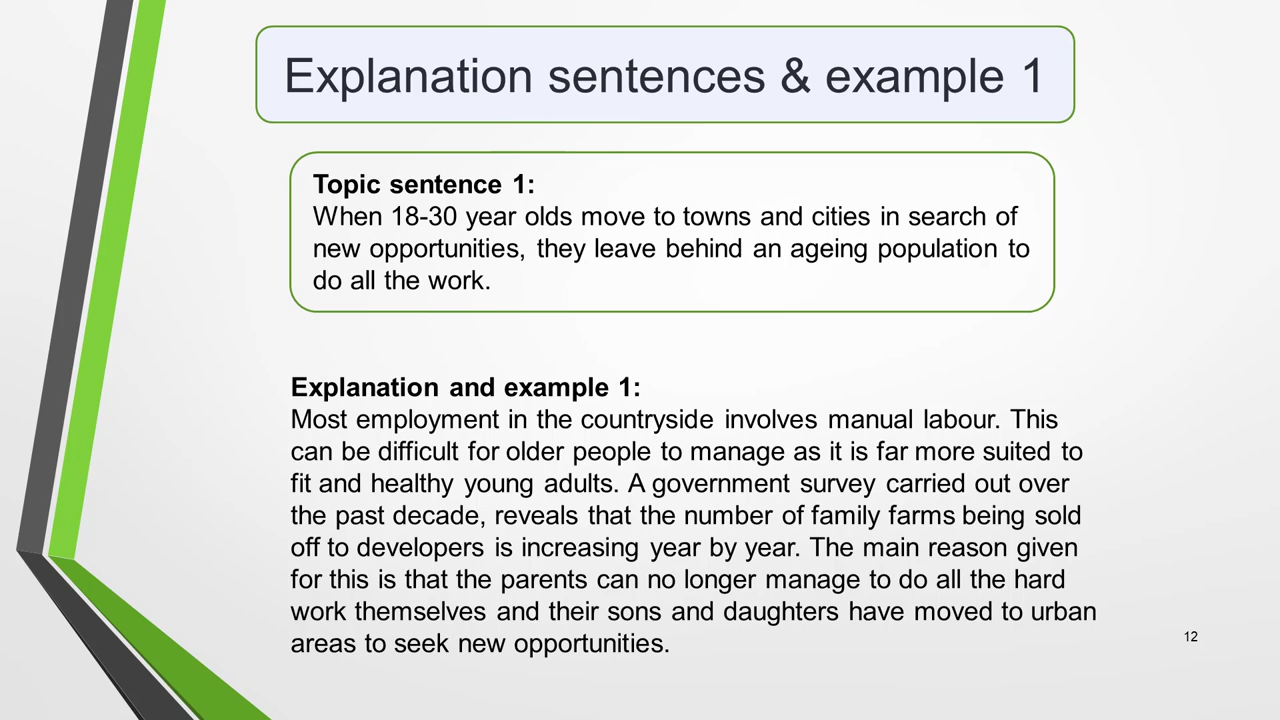 Explanation sentences & example 1
Topic sentence 1:
When 18-30 year olds move to towns and cities in search of
new opportunities, they leave behind an ageing population to
do all the work.
Explanation and example 1:
Most employment in the countryside involves manual labour. This
can be difficult for older people to manage as it is far more suited to
fit and healthy young adults. A government survey carried out over
the past decade, reveals that the number of family farms being sold
off to developers is increasing year by year. The main reason given
for this is that the parents can no longer manage to do all the hard
work themselves and their sons and daughters have moved to urban
areas to seek new opportunities.
12